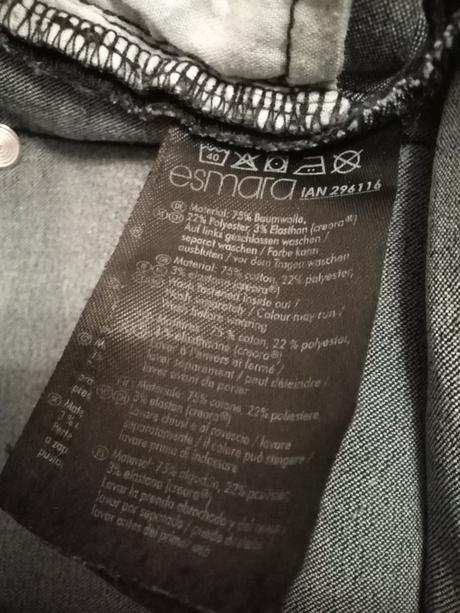 40
esmara IAN 296116
DE Material: 75% Baumwolle,
22% Polyester, 3% Elasthan (creora®)
Auf links geschlossen waschen /
separat waschen / Farbe kann
ausbluten / vor dem Tragen waschen
Material: 75% cotton, 22% polyester,
3% elastane (creora®)
Wash fastened inside out /
Wash separately / Colour may run /
Wash before wearing
75% coton, 22% polyester,
3% élasthanne (creora®)
Laver à l'envers et fermé /
laver séparément / peut déteindre /
laver avant de porter
Materiale: 75% cotone, 22% poliestere,
3% elastan (creora®)
Lavare chiusi e al rovescio / lavare
separatamente / il colore può stingere /
lavare prima di indossare
ES Material: 75% algodón, 22% poliéster,
3% elastano (creora®)
Lavar la prenda abrochada y del revés /
lavar por separado / puede desteñir /
lavar antes del primer uso